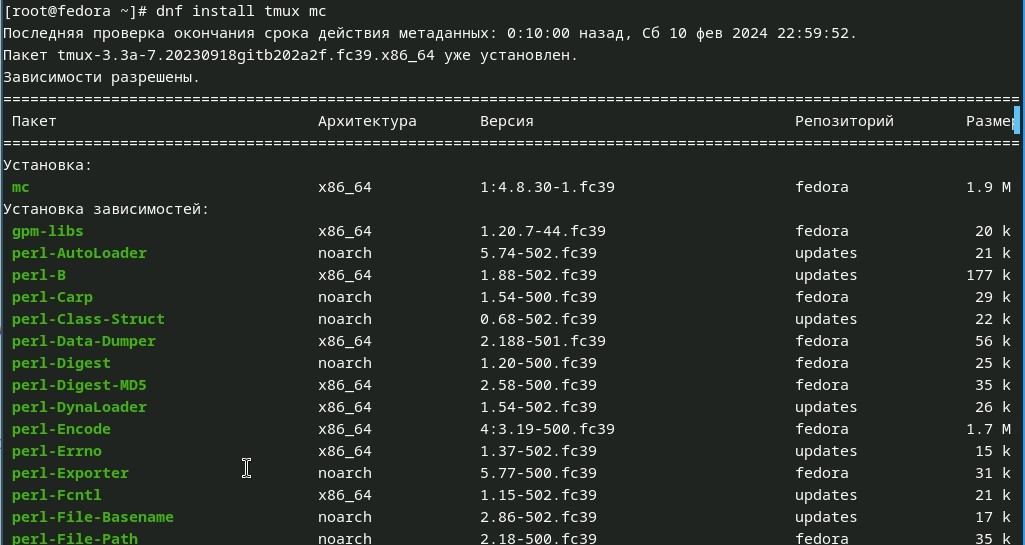 [root@fedora ~]# dnf install tmux mc
Последняя проверка окончания срока действия метаданных: 0:10:00 назад, Сб 10 фев 2024 22:59:52.
Пакет tmux-3.3a-7.20230918gitb202a2f.fc39.x86_64 уже установлен.
Зависимости разрешены.
================================================================================================================
Пакет Архитектура Версия Репозиторий Размер
================================================================================================================
Установка:
mc x86_64 1:4.8.30-1.fc39 fedora 1.9 M
Установка зависимостей:
gpm-libs x86_64 1.20.7-44.fc39 fedora 20 k
perl-AutoLoader noarch 5.74-502.fc39 updates 21 k
perl-B x86_64 1.88-502.fc39 updates 177 k
perl-Carp noarch 1.54-500.fc39 fedora 29 k
perl-Class-Struct noarch 0.68-502.fc39 updates 22 k
perl-Data-Dumper x86_64 2.188-501.fc39 fedora 56 k
perl-Digest noarch 1.20-500.fc39 fedora 25 k
perl-Digest-MD5 x86_64 2.58-500.fc39 fedora 35 k
perl-DynaLoader x86_64 1.54-502.fc39 updates 26 k
perl-Encode x86_64 4:3.19-500.fc39 fedora 1.7 M
perl-Errno x86_64 1.37-502.fc39 updates 15 k
perl-Exporter noarch 5.77-500.fc39 fedora 31 k
perl-Fcntl x86_64 1.15-502.fc39 updates 21 k
perl-File-Basename noarch 2.86-502.fc39 updates 17 k
perl-File-Path noarch 2.18-500.fc39 fedora 35 k